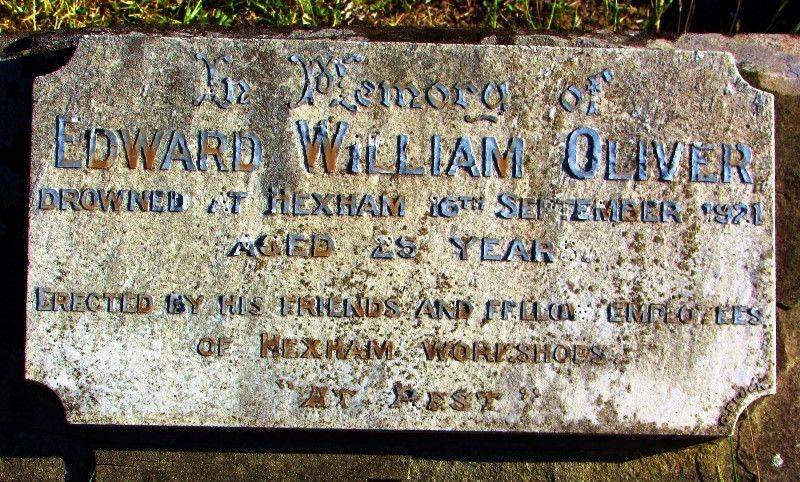 In Memory of
EDWARD WILLIAM OLIVER
DROWNED AT HEXHAM 16TH SEPTEMBER 1921
AGED 25 YEARS.
ERECTED BY HIS FRIENDS AND FELLOW EMPLOYEES
OF HEXHAM WORKSHOPS
"AT REST"